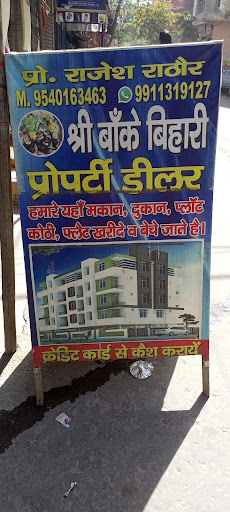 प्रो. राजेश राठौर
M. 9540163463 9911319127
श्री बाँके बिहारी
प्रोपर्टी डीलर
हमारे यहाँ मकान, दुकान, प्लॉट
कोठी, फ्लैट खरीदे व बेचे जाते है।
क्रेडिट कार्ड से कैश करायें